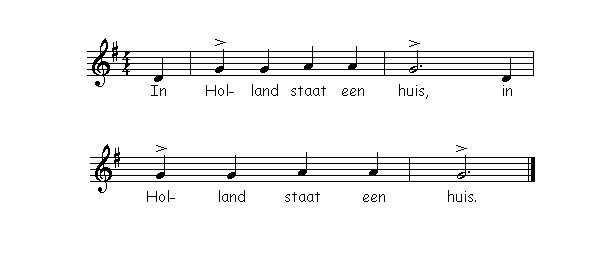 In Hol- land staat een huis, in
Hol- land staat een huis.